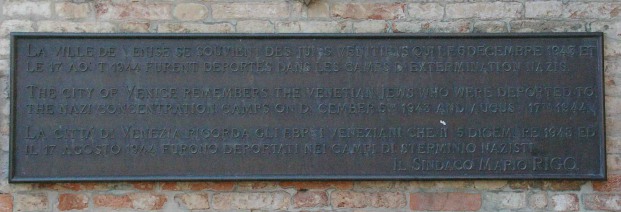 LA VILLE DE VENISE SE SOUVIENT DES JUIFS VENITIENS QUI LE 5 DECEMBRE 1943 ET
LE 17 AOUT 1944 FURENT DEPORTES DANS LES CAMPS D'EXTERMINATION NAZIS.
THE CITY OF VENICE REMEMBERS THE VENETIAN JEWS WHO WERE DEPORTED TO
THE NAZI CONCENTRATION CAMPS ON DECEMBER 5TH 1943 AND AUGUST 17TH 1944.
LA CITTÀ DI VENEZIA RICORDA GLI EBREI VENEZIANI CHE IL 5 DICEMBRE 1943 ED
IL 17 AGOSTO 1944 FURONO DEPORTATI NEI CAMPI DI STERMINIO NAZISTI.
IL SINDACO MARIO RIGO